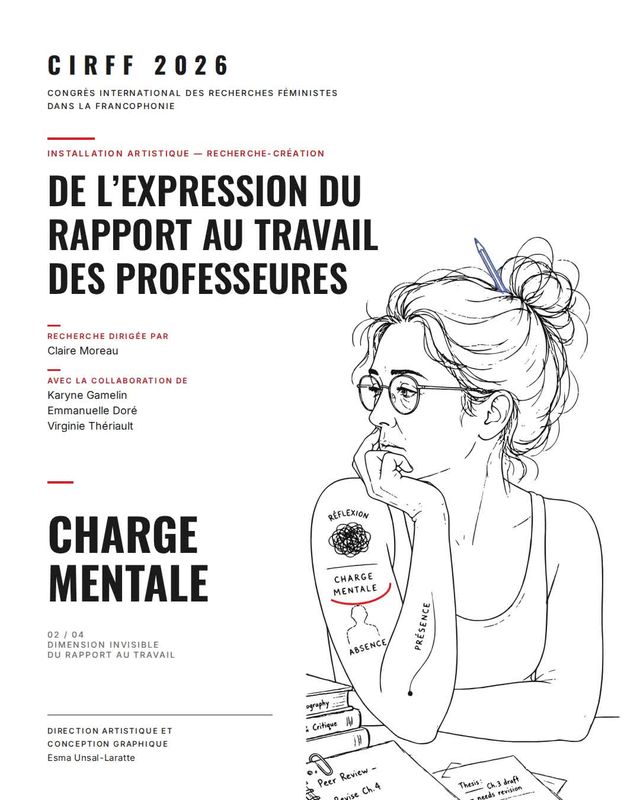 CIRFF 2026
CONGRÈS INTERNATIONAL DES RECHERCHES FÉMINISTES
DANS LA FRANCOPHONIE
INSTALLATION ARTISTIQUE — RECHERCHE-CRÉATION
DE L’EXPRESSION DU
RAPPORT AU TRAVAIL
DES PROFESSEURES
RECHERCHE DIRIGÉE PAR
Claire Moreau
AVEC LA COLLABORATION DE
Karyne Gamelin
Emmanuelle Doré
Virginie Thériault
CHARGE
MENTALE
02 / 04
DIMENSION INVISIBLE
DU RAPPORT AU TRAVAIL
DIRECTION ARTISTIQUE ET
CONCEPTION GRAPHIQUE
Esma Unsal-Laratte
RÉFLEXION
CHARGE
MENTALE
ABSENCE
PRÉSENCE
ography
Critique
Peer Review -
Revise Ch. 4
Thesis: Ch.3 draft
needs revision